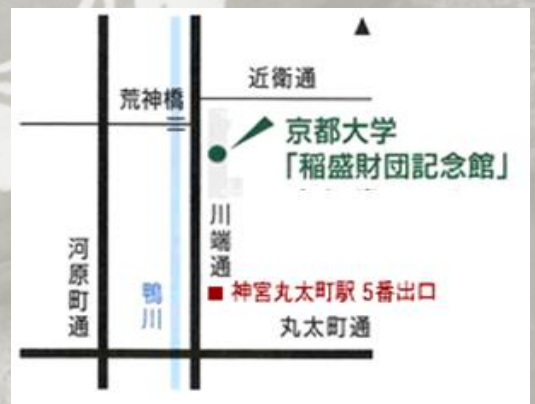 近衛通
荒神橋
京都大学
「稲盛財団記念館」
川端通
河原町通
鴨川
神宮丸太町駅 5番出口
丸太町通